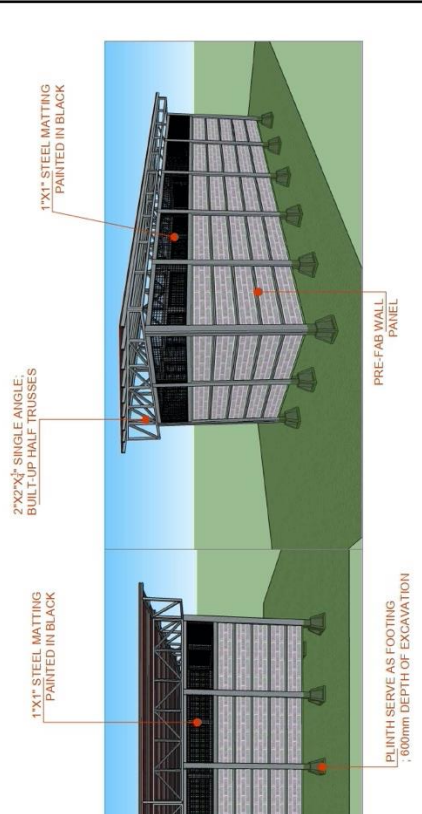 1"X1" STEEL MATTING
PAINTED IN BLACK
2"X2"X¼" SINGLE ANGLE;
BUILT-UP HALF TRUSSES
PRE-FAB WALL
PANEL
1"X1" STEEL MATTING
PAINTED IN BLACK
PLINTH SERVE AS FOOTING
; 600mm DEPTH OF EXCAVATION